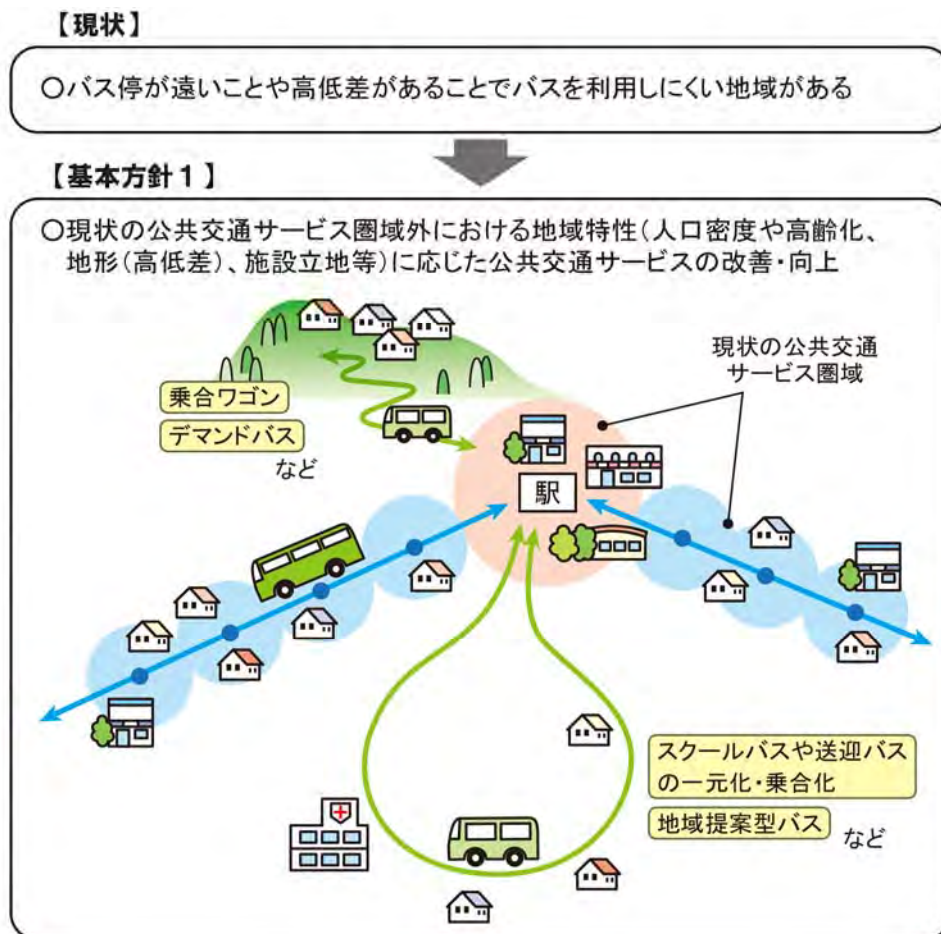 【現状】
○バス停が遠いことや高低差があることでバスを利用しにくい地域がある
【基本方針1】
○現状の公共交通サービス圏域外における地域特性(人口密度や高齢化、
地形(高低差)、施設立地等)に応じた公共交通サービスの改善・向上
現状の公共交通
サービス圏域
乗合ワゴン
デマンドバス
など
駅
スクールバスや送迎バス
の一元化・乗合化
地域提案型バス
など